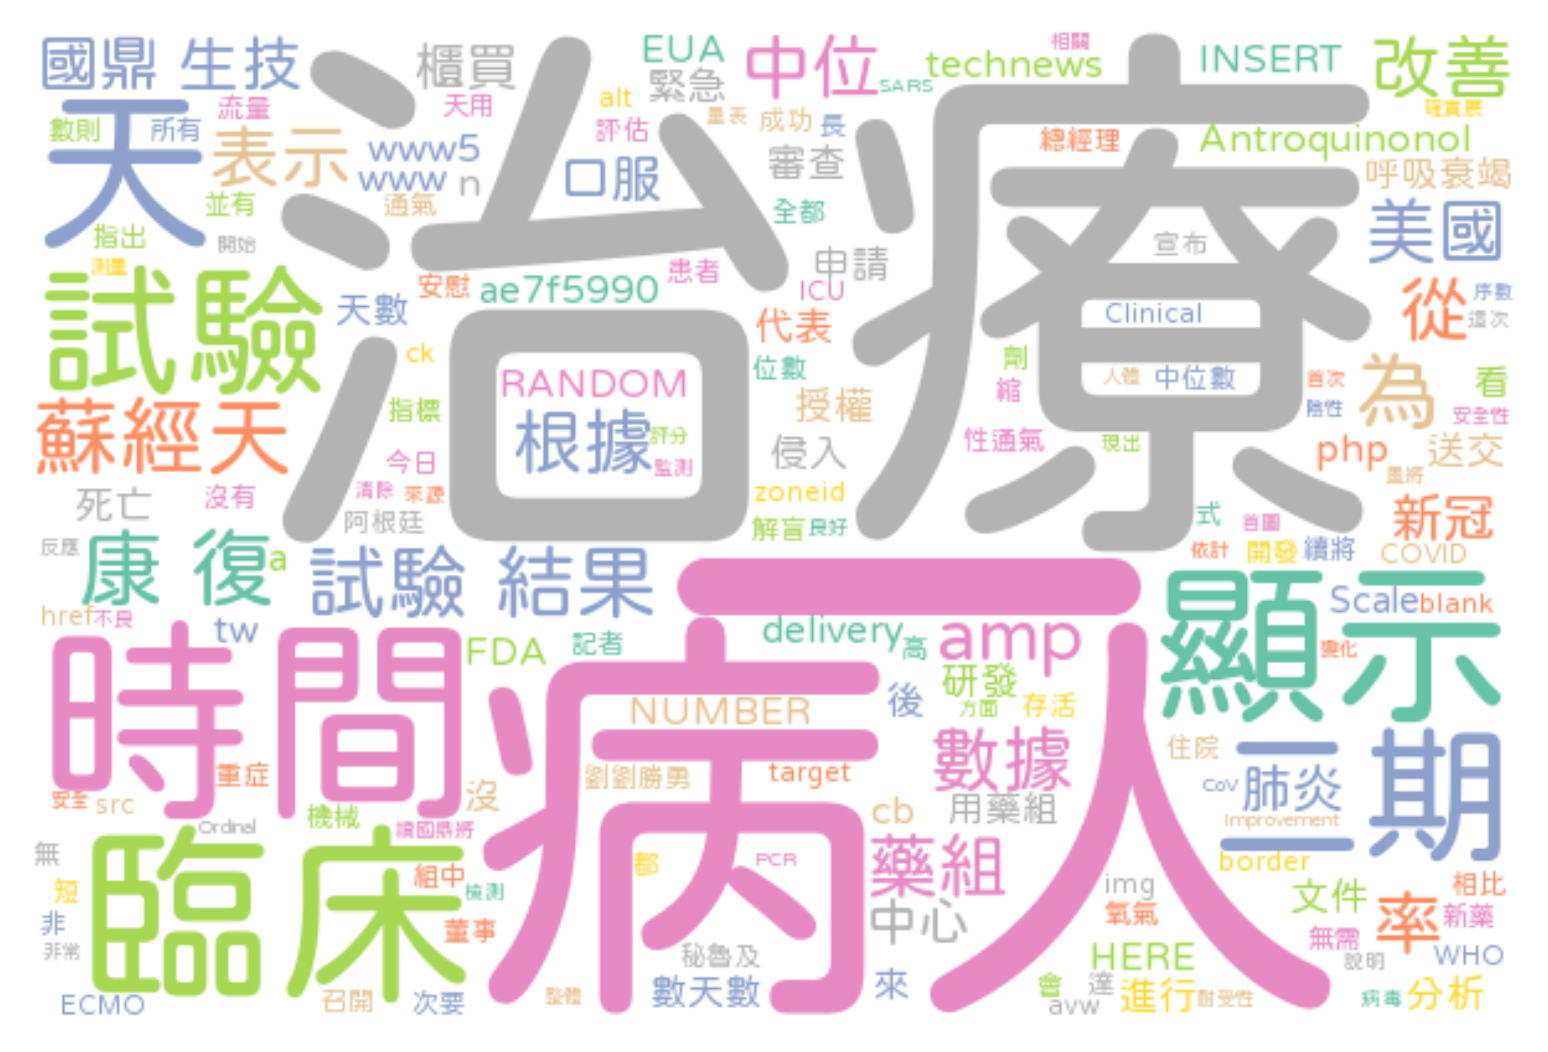 國鼎 生技
櫃買
EUA
中位
technews
相關
INSERT
改善
治療
天
流量
天用
alt
緊急
SARS
確實展
數則
所有
表示
www5
www
n
評估
量表
成功
長
總經理
Antroquinonol
口服
審查
呼吸衰竭
並有
通氣
全都
美國
指出
開始
宣布
測量
患者
申請
試驗
安慰
ae7f5990
ICU
從
序數
這次
天數
代表
Clinical
ck
位數
劑
人體
中位數
首次
為
看
RANDOM
縮
陰性
安全性
指標
授權
蘇經天
根據
評分
監測
性通氣
現出
php
送交
今日
侵入
死亡
沒有
清除
來源
zoneid
阿根廷
解盲
良好
式
首圖
新冠
反應
康 復
a
試驗 結果
依計
開發
續將
COVID
一
顯示
Scale
blank
href
不良
tw
時間
FDA
記者
delivery
高
amp
變化
研發
方面
存活
病人
NUMBER
後
數據
住院
二
期
重症
劉劉勝勇
target
CoV
肺炎
安全
src
機械
沒
cb
用藥組
Improvement
Ordinal
續國鼎將
無
臨床
都
PCR
藥組
border
短
組中
檢測
img
文件
相比
非
董事
中心
氧氣
率
新藥
非常
秘魯及
HERE
無需
說明
WHO
ECMO
召開
次要
整體
數天數
來
會
達
avw
進行
耐受性
病毒
分析